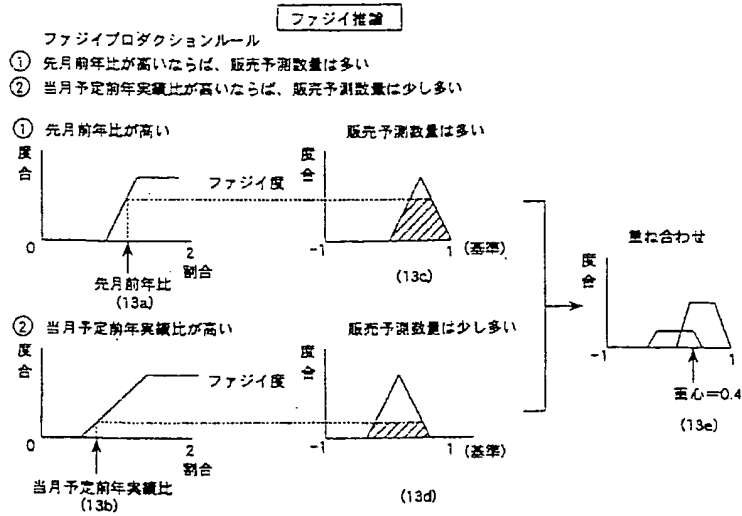 ファジイ推論
ファジイプロダクションルール
① 先月前年比が高いならば、販売予測数量は多い
② 当月予定前年実績比が高いならば、販売予測数量は少し多い
① 先月前年比が高い
販売予測数量は多い
度合
ファジイ度
度合
0
2
割合
-1
1 (基準)
先月前年比
(13a)
(13c)
重ね合わせ
度合
-1
1
重心=0.4
(13e)
② 当月予定前年実績比が高い
販売予測数量は少し多い
度合
ファジイ度
度合
0
2
割合
-1
1 (基準)
当月予定前年実績比
(13b)
(13d)